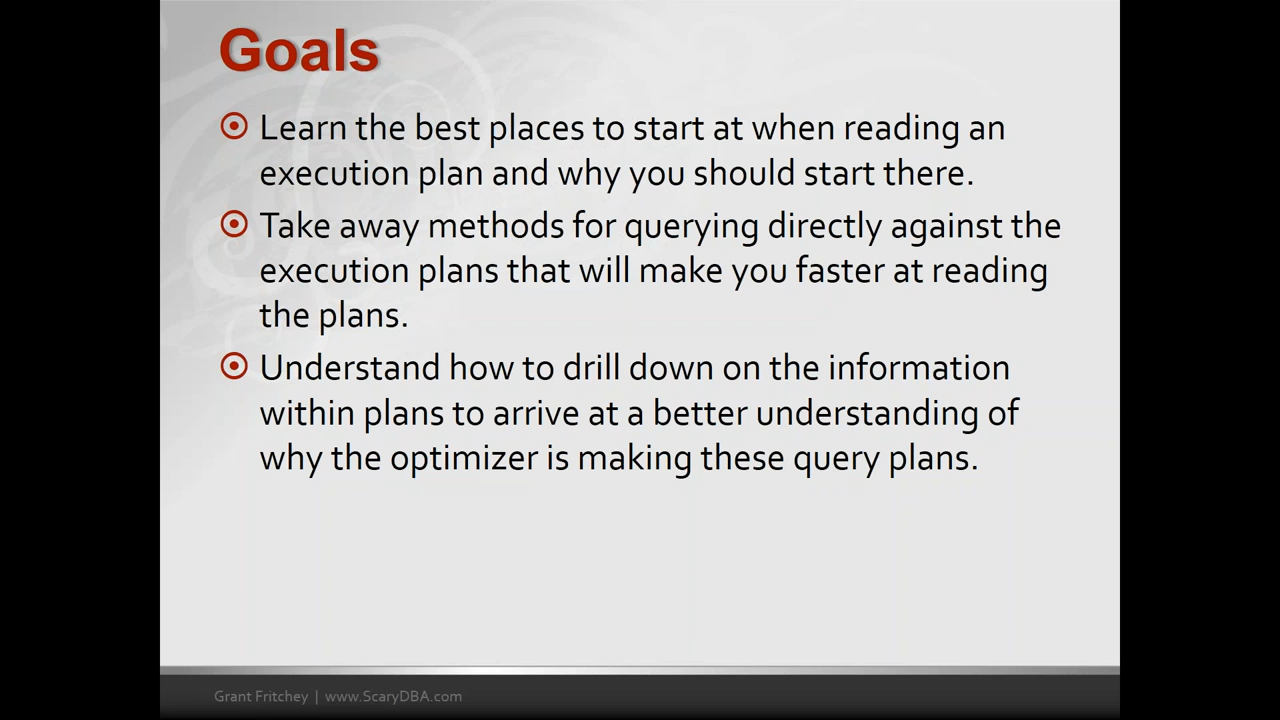 Goals
Learn the best places to start at when reading an
execution plan and why you should start there.
Take away methods for querying directly against the
execution plans that will make you faster at reading
the plans.
Understand how to drill down on the information
within plans to arrive at a better understanding of
why the optimizer is making these query plans.
Grant Fritchey | www.ScaryDBA.com